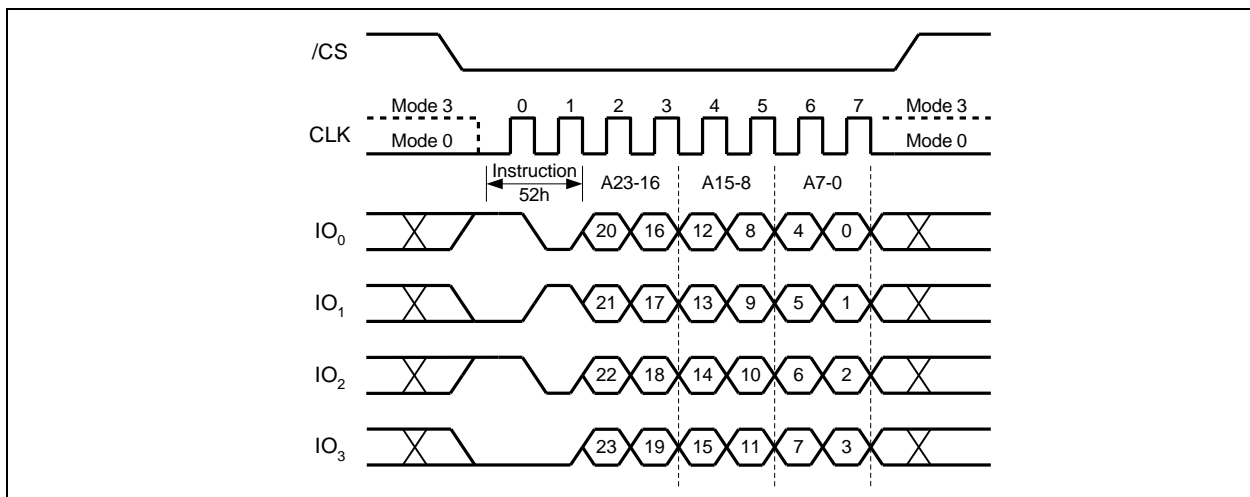 /CS
Mode 3 0 1 2 3 4 5 6 7 Mode 3
CLK
Mode 0 Mode 0
Instruction
52h
A23-16 A15-8 A7-0
IO0 20 16 12 8 4 0
IO1 21 17 13 9 5 1
IO2 22 18 14 10 6 2
IO3 23 19 15 11 7 3